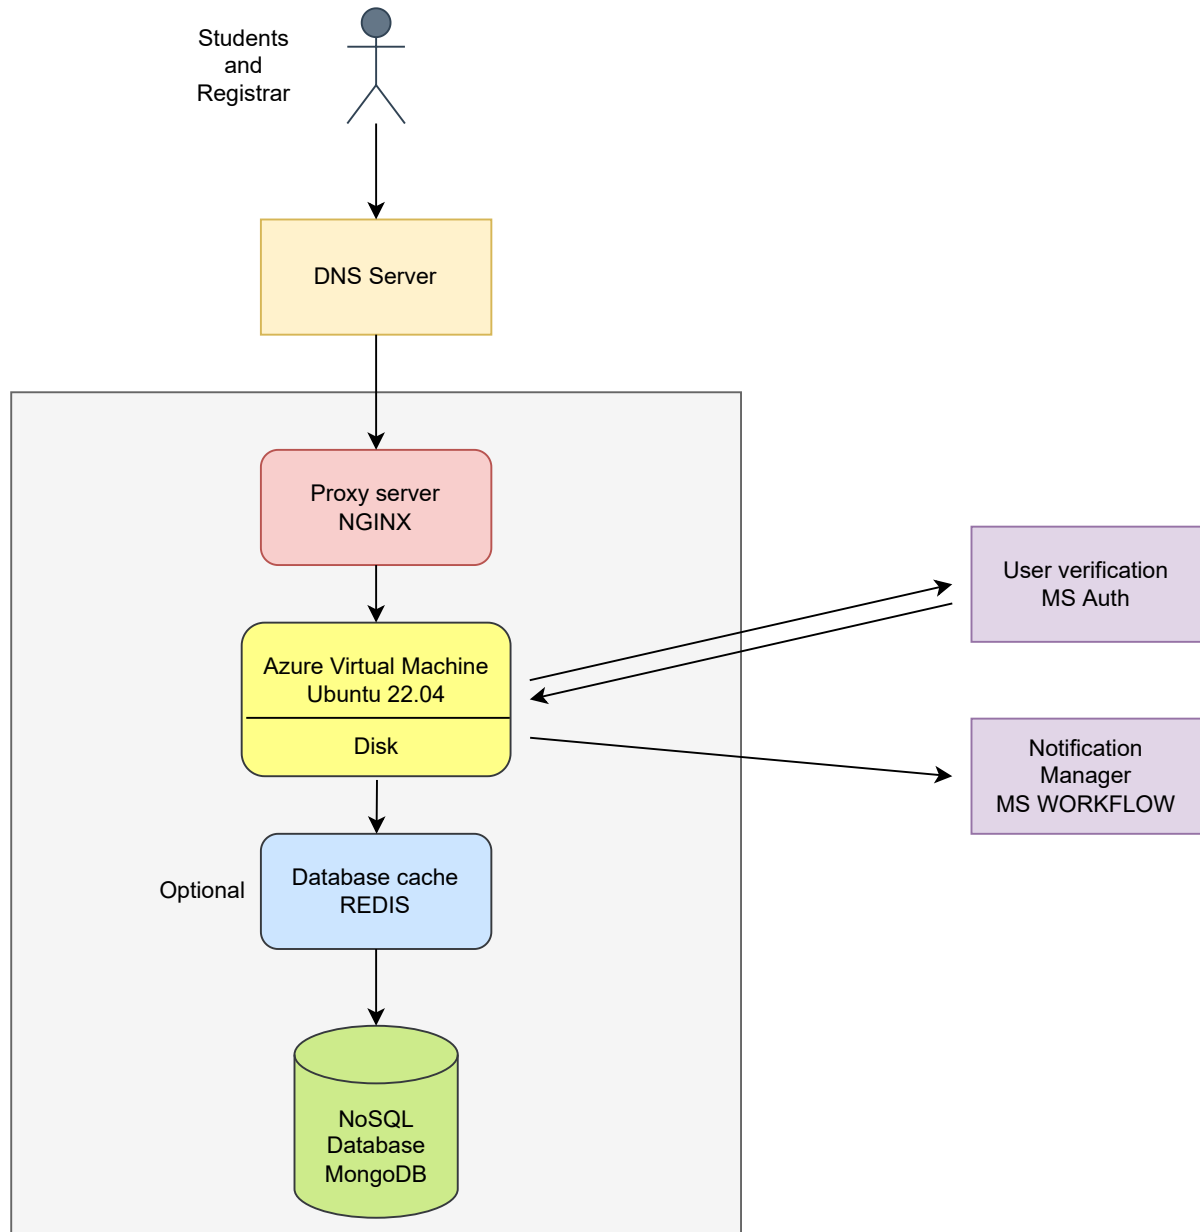 Students
and
Registrar
DNS Server
Proxy server
NGINX
Azure Virtual Machine
Ubuntu 22.04
Disk
User verification
MS Auth
Notification
Manager
MS WORKFLOW
Optional
Database cache
REDIS
NoSQL
Database
MongoDB